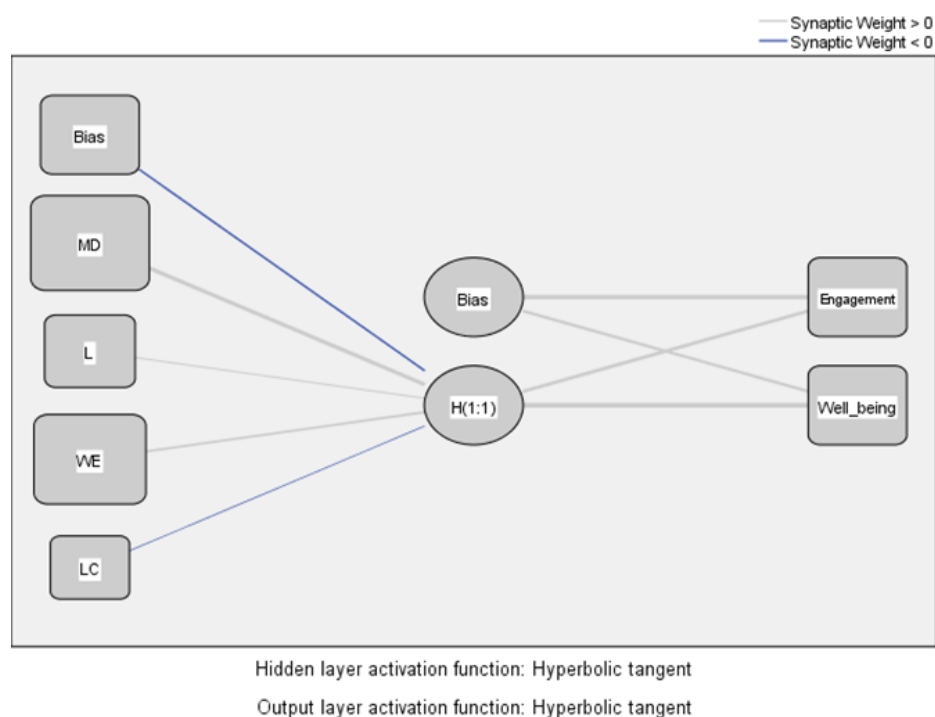 Synaptic Weight > 0
Synaptic Weight < 0
Bias
MD
L
WE
LC
Bias
H(1:1)
Engagement
Well_being
Hidden layer activation function: Hyperbolic tangent
Output layer activation function: Hyperbolic tangent